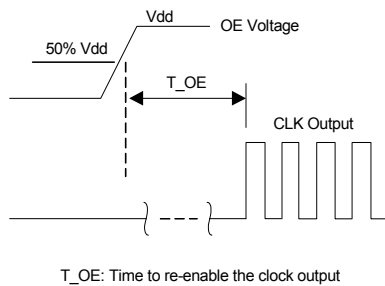 Vdd
OE Voltage
50% Vdd
T_OE
CLK Output
T_OE: Time to re-enable the clock output